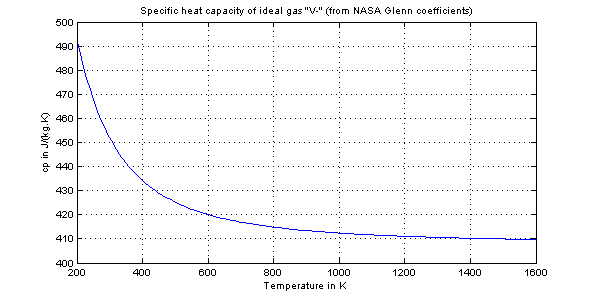 Specific heat capacity of ideal gas "V-" (from NASA Glenn coefficients)
500
490
480
470
460
450
440
430
420
410
400
cp in J/(kg.K)
200 400 600 800 1000 1200 1400 1600
Temperature in K